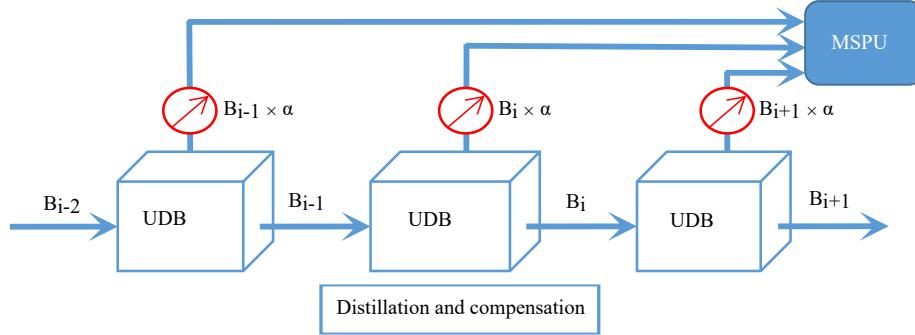 MSPU
Bi-1 × α
Bi × α
Bi+1 × α
Bi-2
UDB
Bi-1
UDB
Bi
UDB
Bi+1
Distillation and compensation